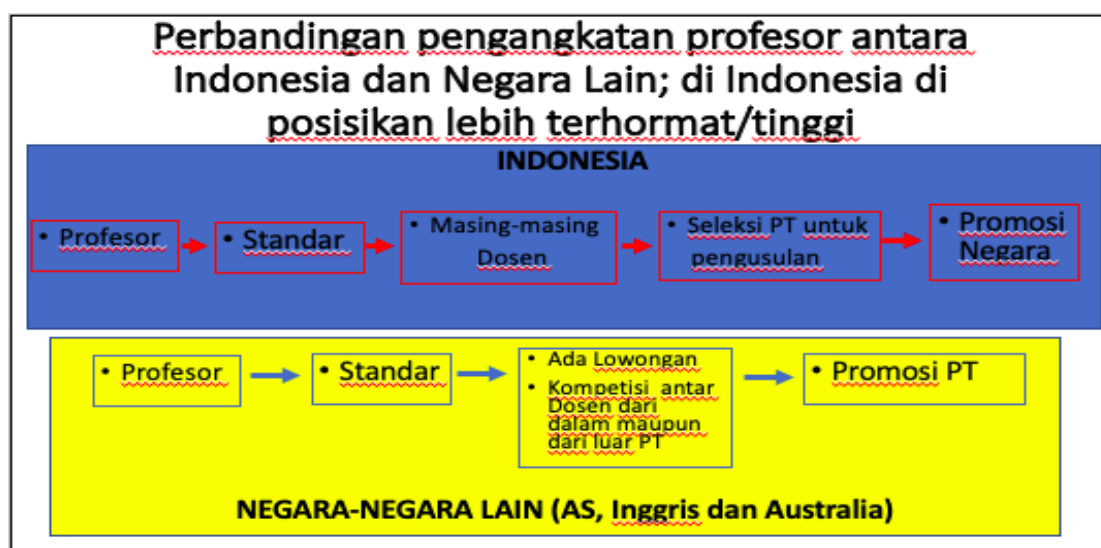 Perbandingan pengangkatan profesor antara
Indonesia dan Negara Lain; di Indonesia di
posisikan lebih terhormat/tinggi
INDONESIA
• Profesor
• Standar
• Masing-masing
Dosen
• Seleksi PT untuk
pengusulan
• Promosi
Negara
• Profesor
• Standar
• Ada Lowongan
• Kompetisi antar
Dosen dari
dalam maupun
dari luar PT
• Promosi PT
NEGARA-NEGARA LAIN (AS, Inggris dan Australia)